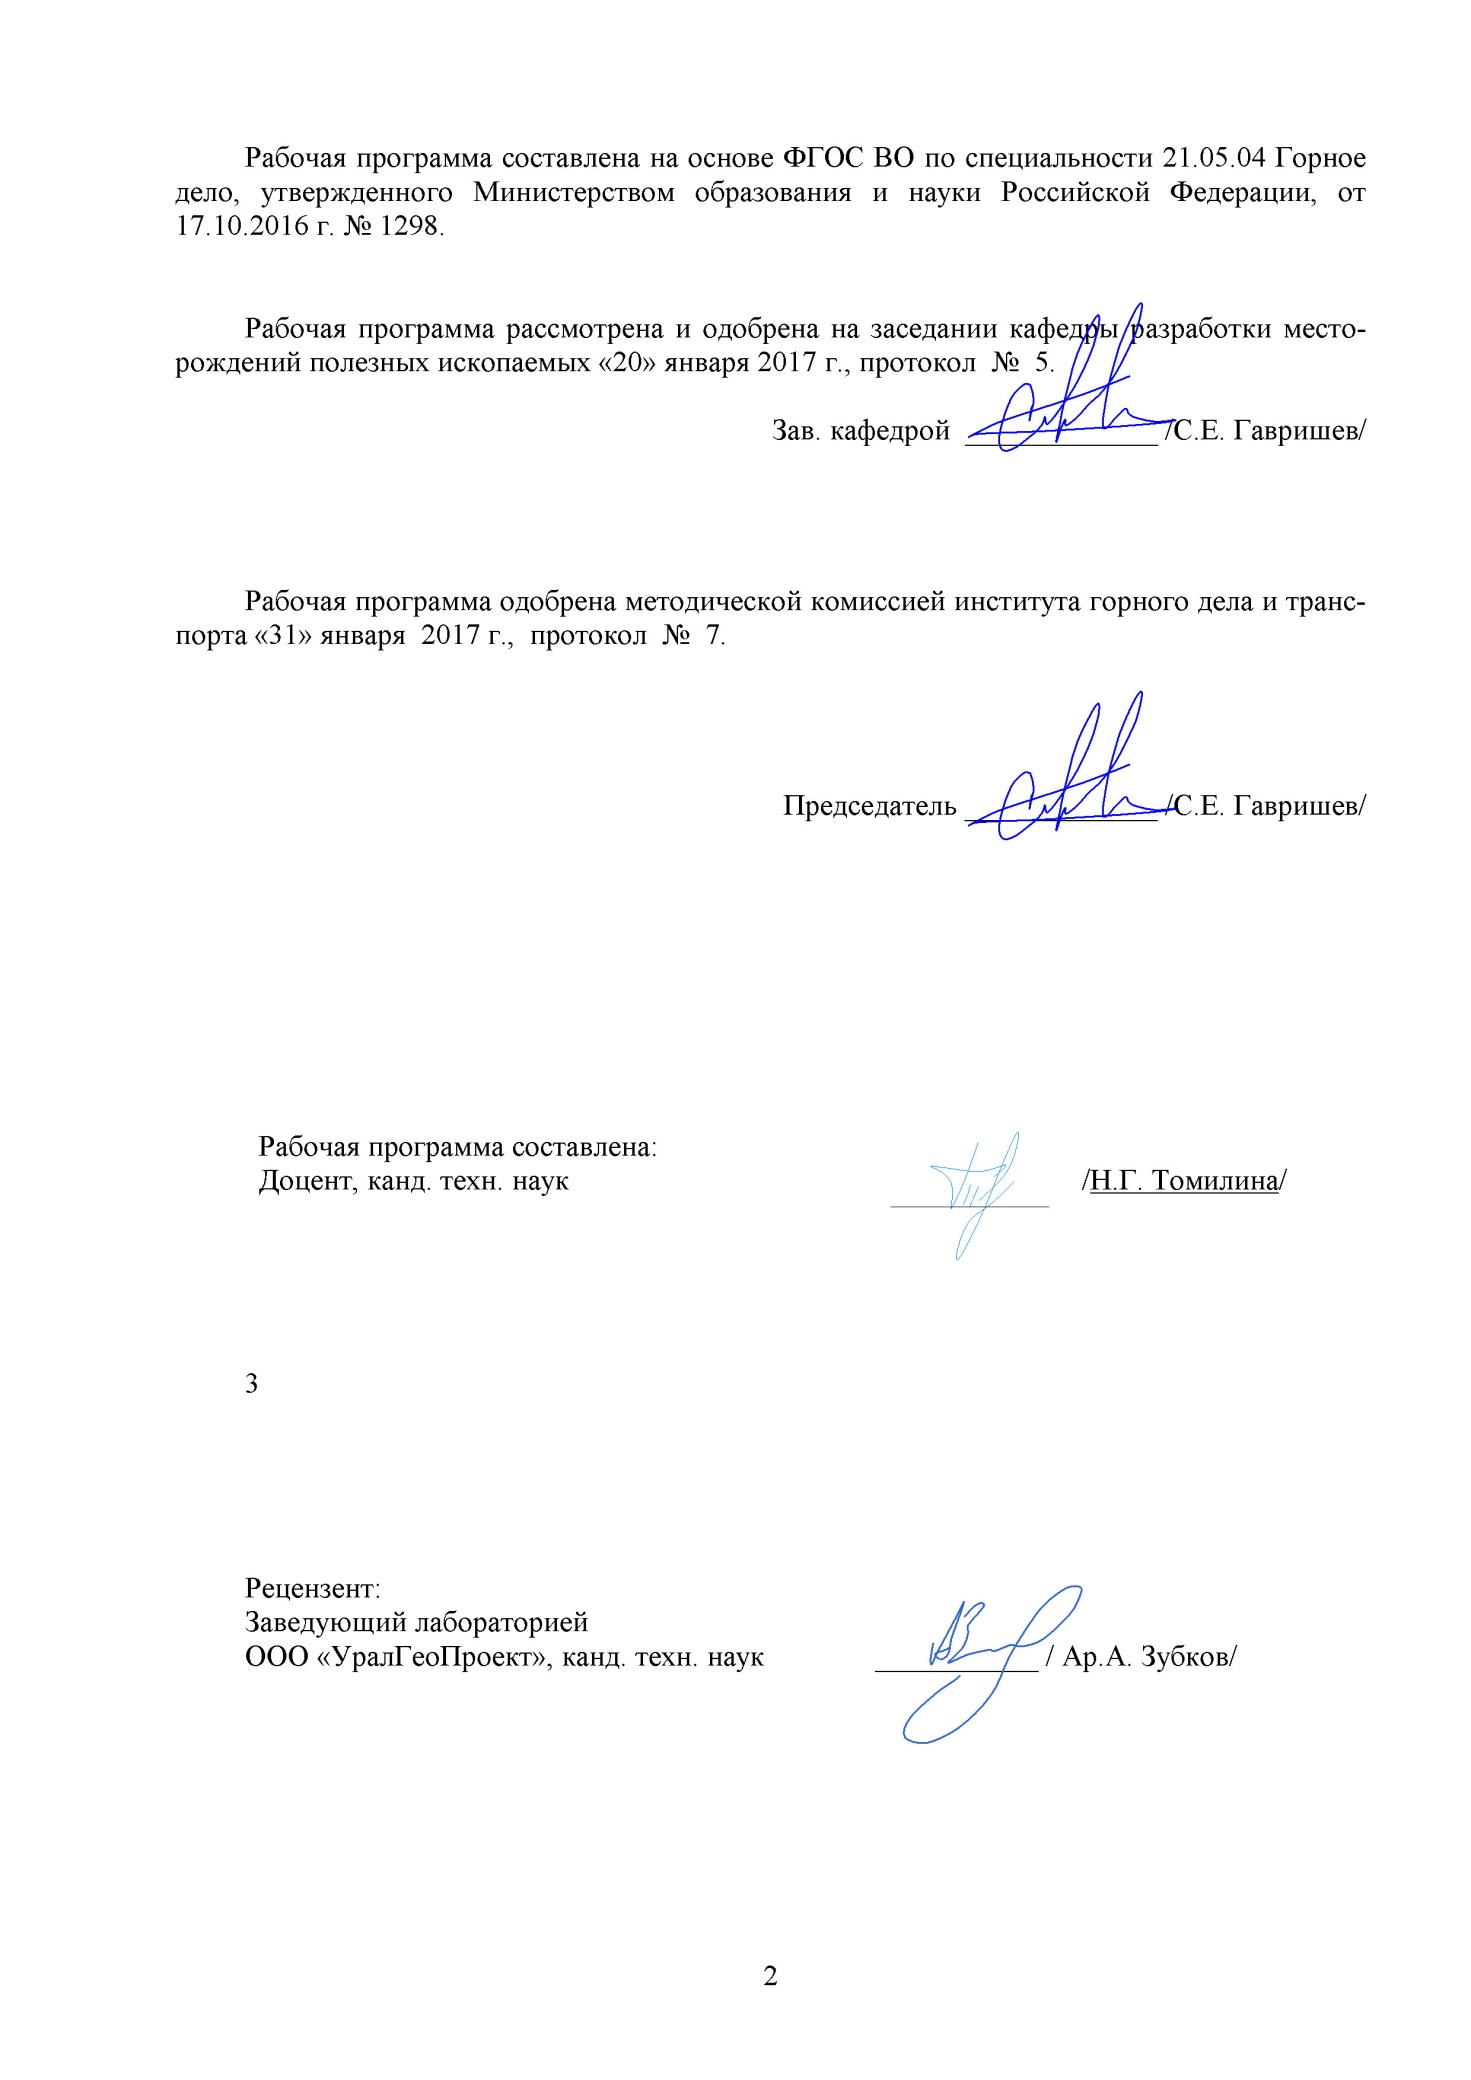 Рабочая программа составлена на основе ФГОС ВО по специальности 21.05.04 Горное
дело, утвержденного Министерством образования и науки Российской Федерации, от
17.10.2016 г. № 1298.
Рабочая программа рассмотрена и одобрена на заседании кафедры разработки место-
рождений полезных ископаемых «20» января 2017 г., протокол № 5.
Зав. кафедрой ______________ /С.Е. Гавришев/
Рабочая программа одобрена методической комиссией института горного дела и транс-
порта «31» января 2017 г., протокол № 7.
Председатель ______________ /С.Е. Гавришев/
Рабочая программа составлена:
Доцент, канд. техн. наук ___________ /Н.Г. Томилина/
3
Рецензент:
Заведующий лабораторией
ООО «УралГеоПроект», канд. техн. наук ____________ / Ар.А. Зубков/
2